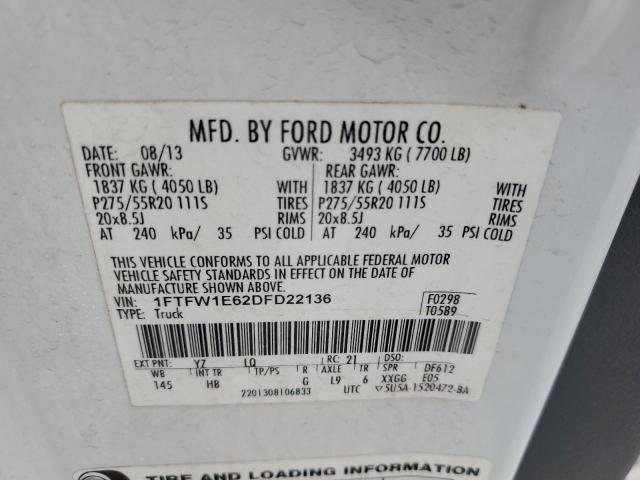 MFD. BY FORD MOTOR CO.
DATE: 08/13 GVWR: 3493 KG ( 7700 LB)
FRONT GAWR: REAR GAWR:
1837 KG ( 4050 LB) WITH 1837 KG ( 4050 LB) WITH
P275/55R20 111S TIRES P275/55R20 111S TIRES
20x8.5J RIMS 20x8.5J RIMS
AT 240 kPa/ 35 PSI COLD AT 240 kPa/ 35 PSI COLD
THIS VEHICLE CONFORMS TO ALL APPLICABLE FEDERAL MOTOR
VEHICLE SAFETY STANDARDS IN EFFECT ON THE DATE OF
MANUFACTURE SHOWN ABOVE.
VIN: 1FTFW1E62DFD22136 F0298
TYPE: Truck T0589
EXT PNT: YZ LQ RC: 21 DSO:
WB INT TR TP/PS R AXLE TR SPR DF612
145 HB G L9 6 XXGG E05
2201308106833 UTC 5U5A-1520472-BA
TIRE AND LOADING INFORMATION